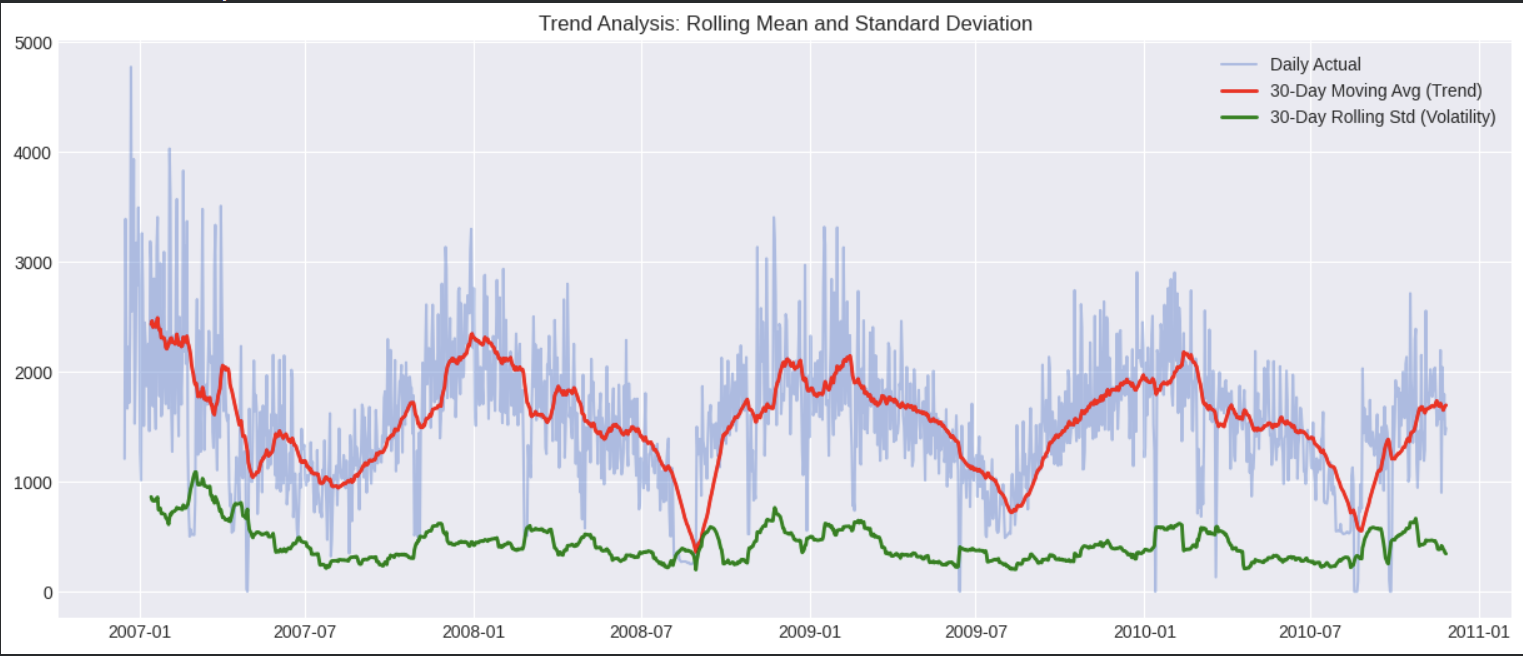 Trend Analysis: Rolling Mean and Standard Deviation
Daily Actual
30-Day Moving Avg (Trend)
30-Day Rolling Std (Volatility)
5000
4000
3000
2000
1000
0
2007-01 2007-07 2008-01 2008-07 2009-01 2009-07 2010-01 2010-07 2011-01